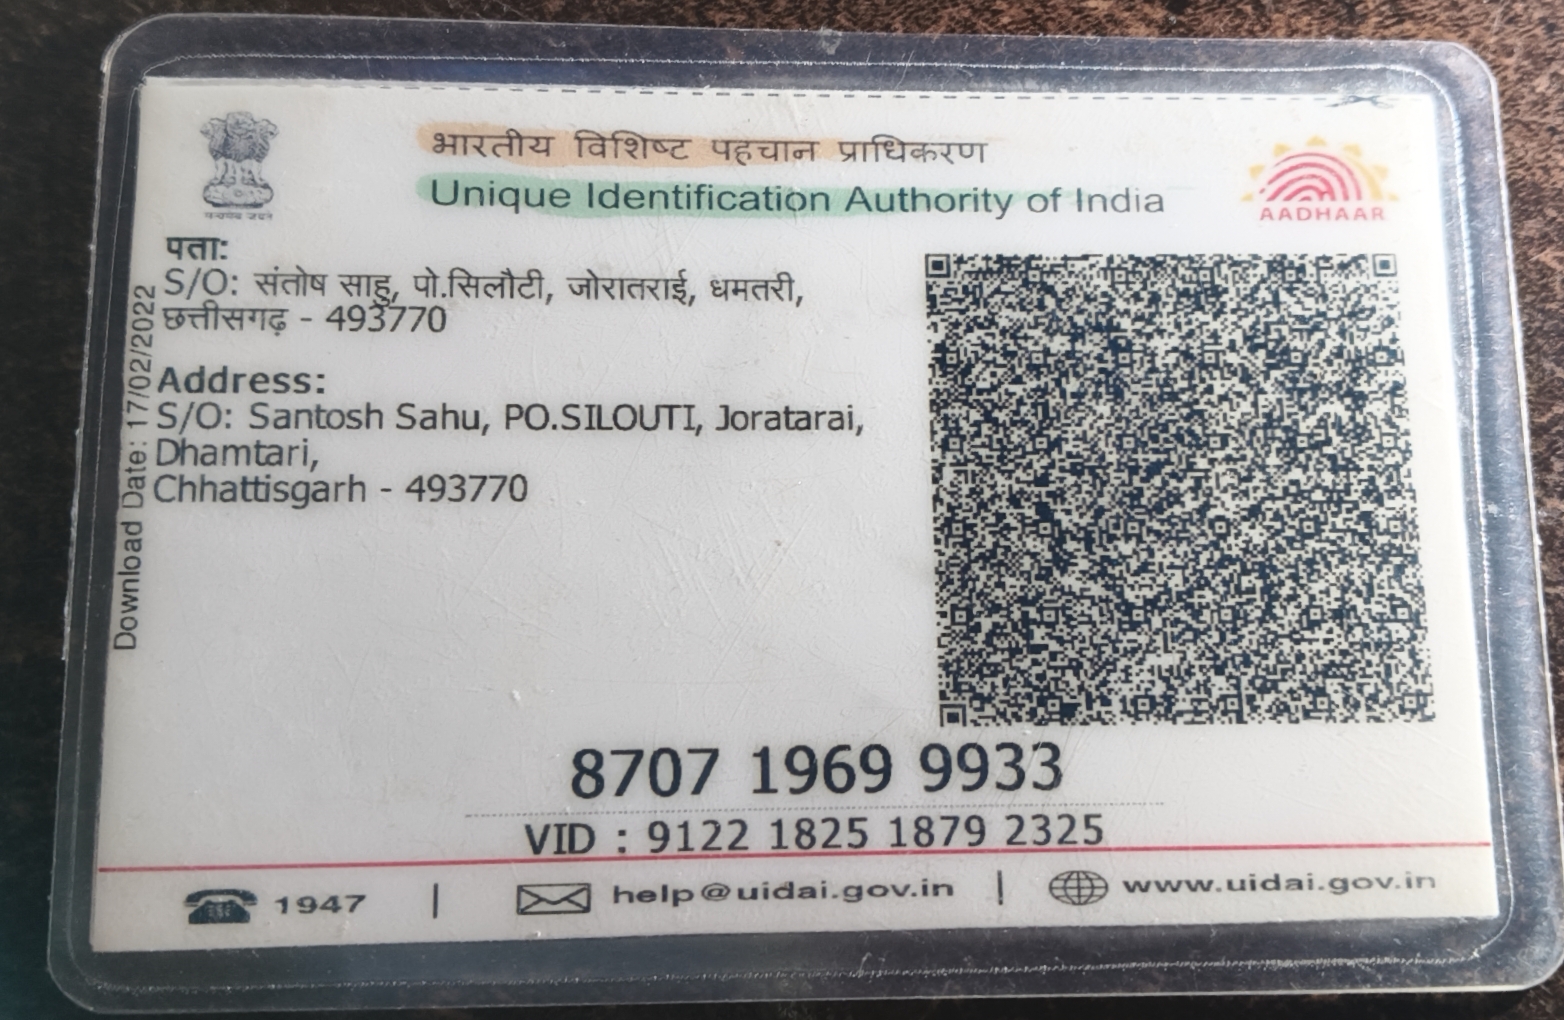 भारतीय विशिष्ट पहचान प्राधिकरण
Unique Identification Authority of India
AADHAAR
पता:
S/O: संतोष साहु, पो.सिलौटी, जोरातराई, धमतरी,
छत्तीसगढ़ - 493770
Address:
S/O: Santosh Sahu, PO.SILOUTI, Joratarai,
Dhamtari,
Chhattisgarh - 493770
Download Date: 17/02/2022
8707 1969 9933
VID : 9122 1825 1879 2325
1947 | help@uidai.gov.in | www.uidai.gov.in